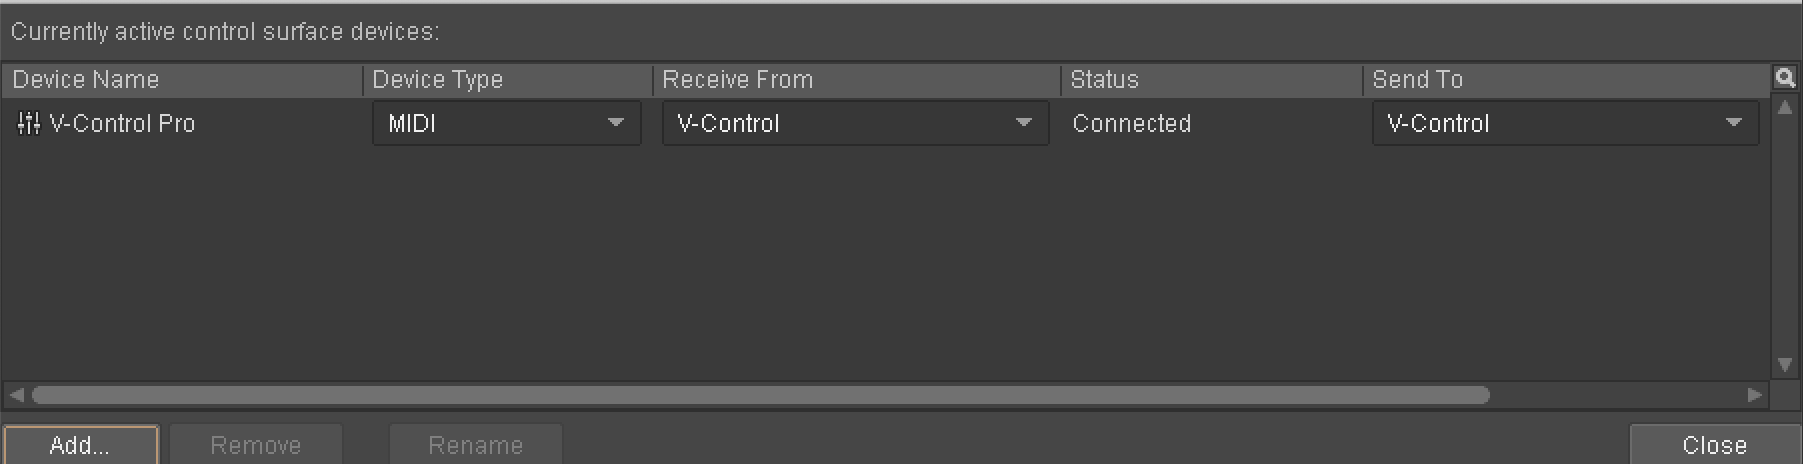 Currently active control surface devices:
Device Name Device Type Receive From Status Send To
V-Control Pro MIDI V-Control Connected V-Control
Add... Remove Rename Close